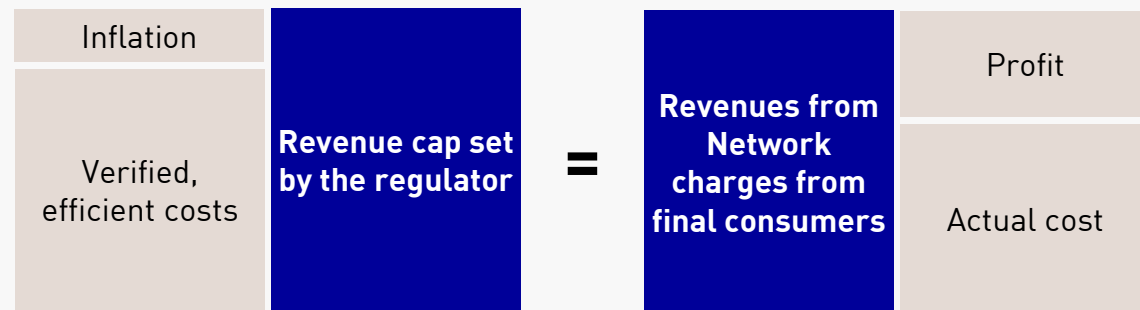 Inflation
Verified,
efficient costs
Revenue cap set
by the regulator
=
Revenues from
Network
charges from
final consumers
Profit
Actual cost